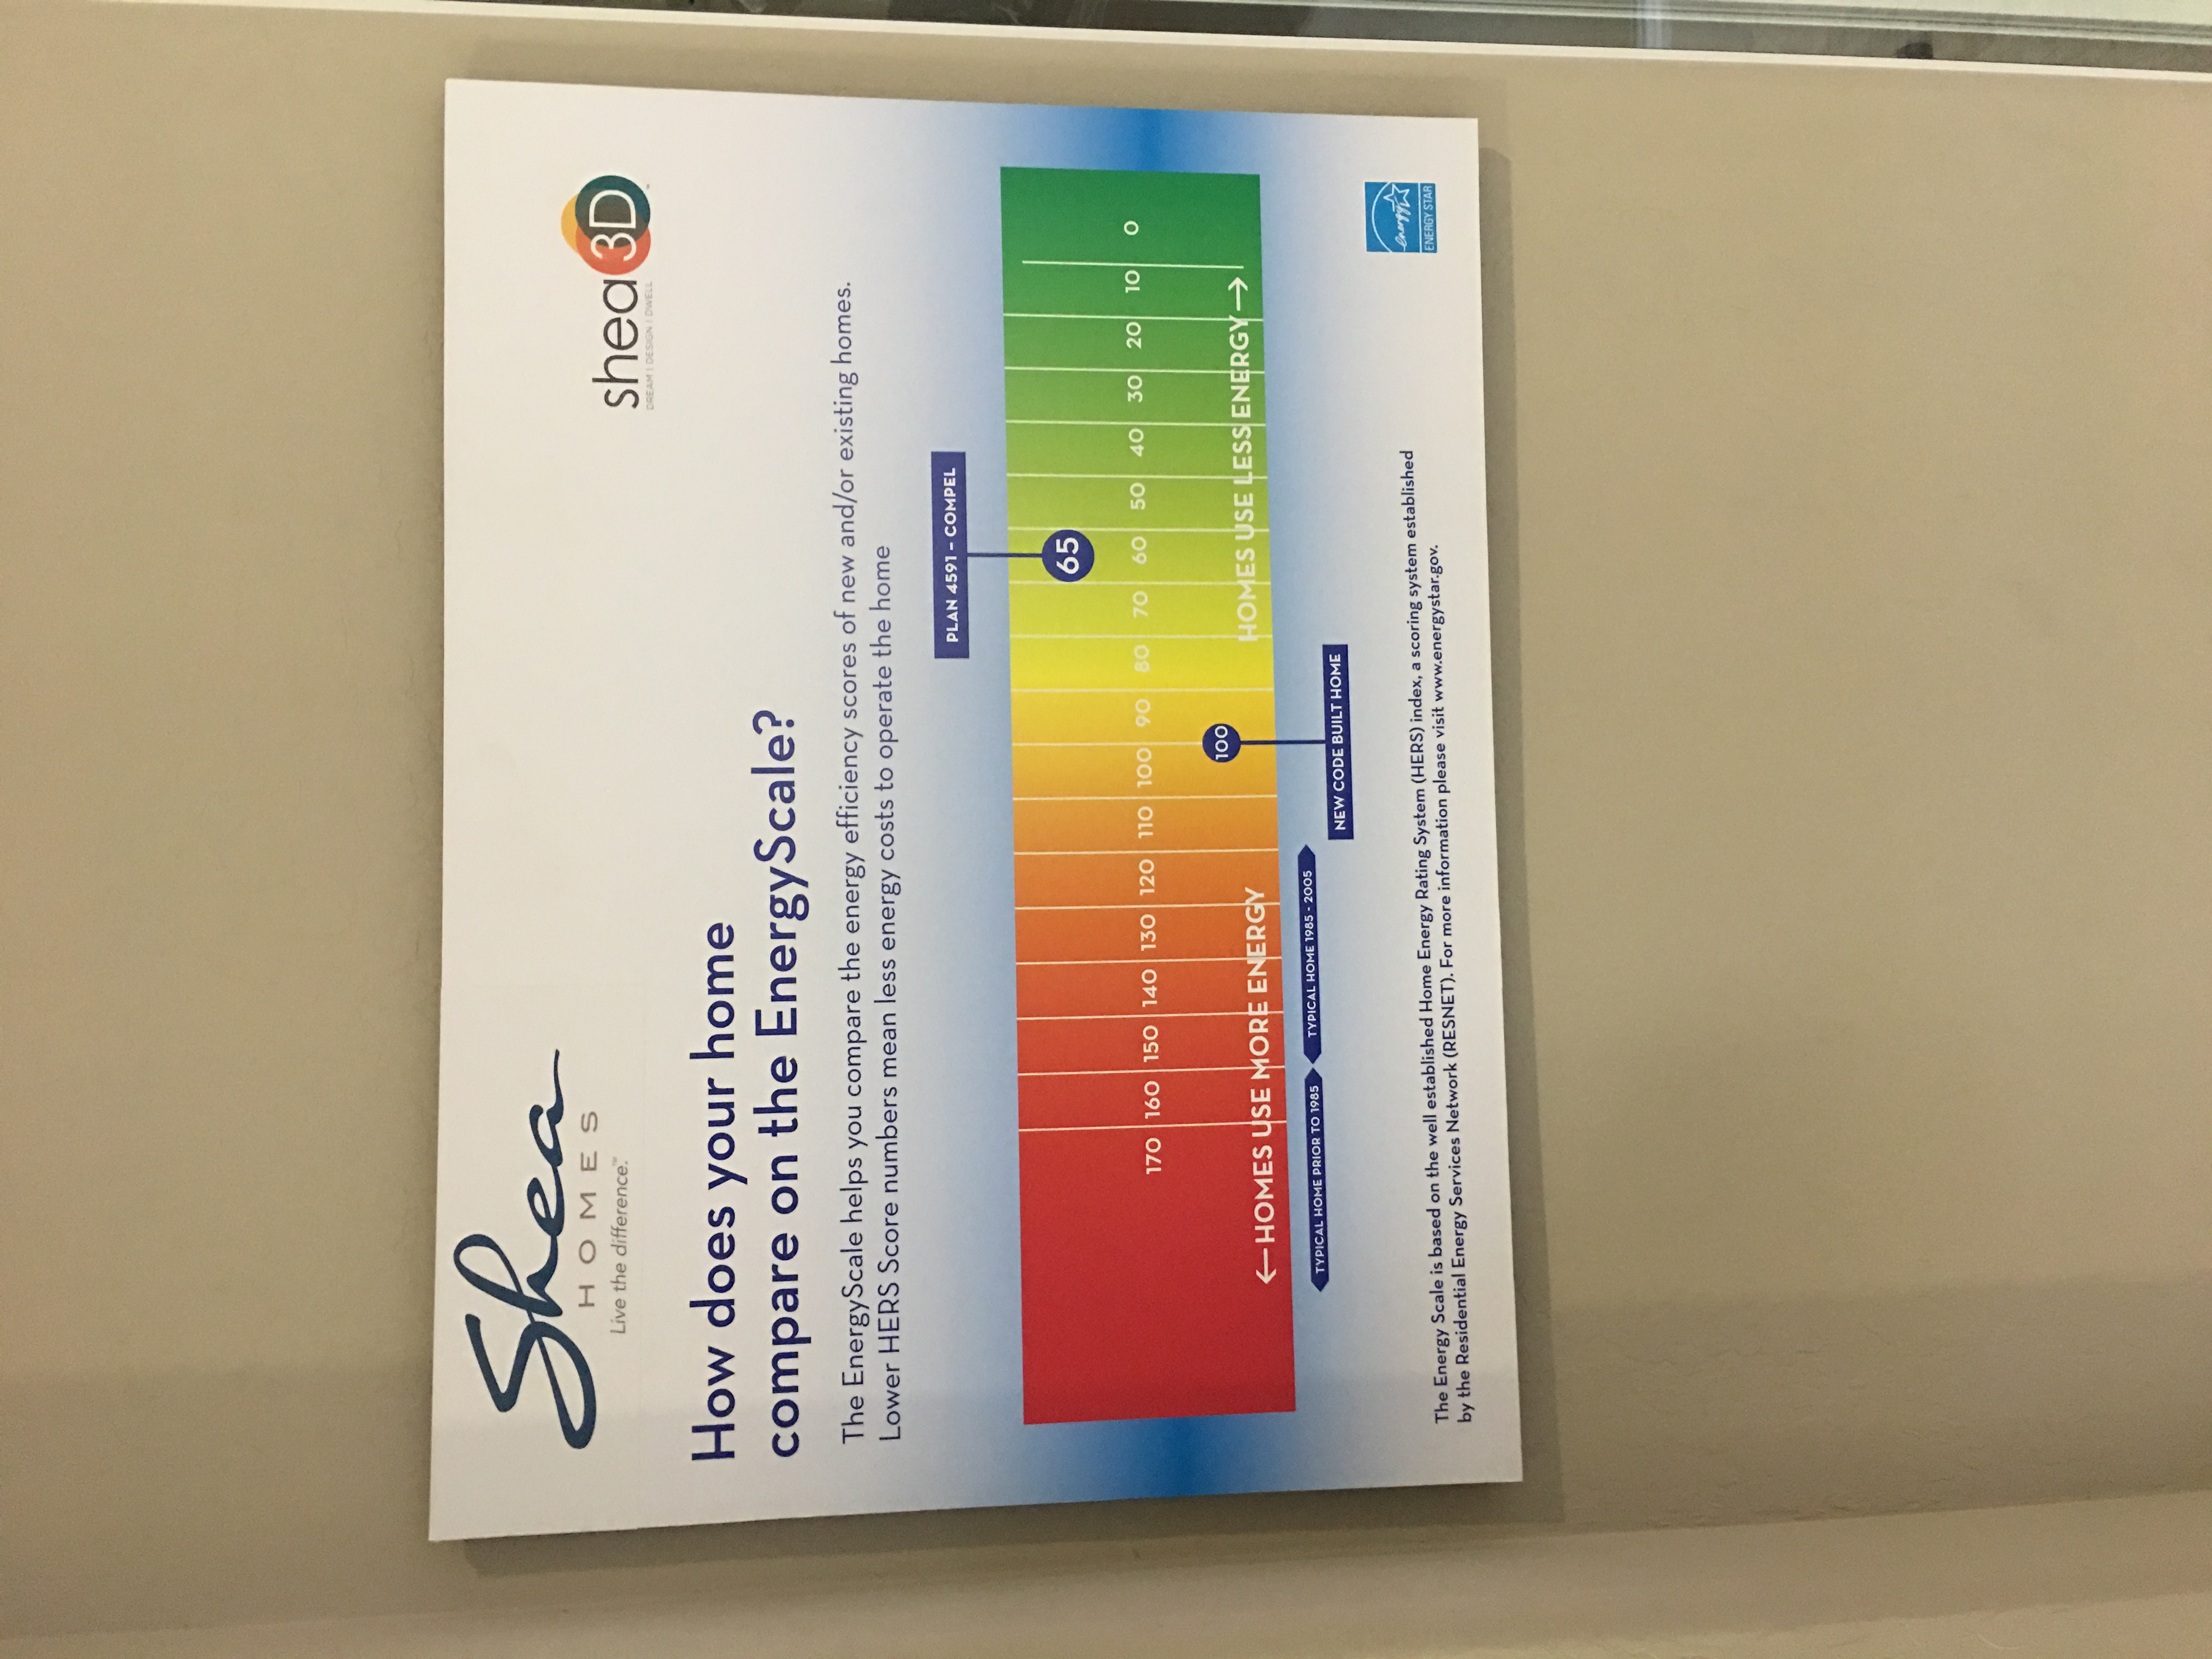 Shea
HOMES
Live the difference.™
shea 3D
DREAM | DESIGN | DWELL
How does your home
compare on the EnergyScale?
The EnergyScale helps you compare the energy efficiency scores of new and/or existing homes.
Lower HERS Score numbers mean less energy costs to operate the home
PLAN 4591 – COMPEL
65
170 160 150 140 130 120 110 100 90 80 70 60 50 40 30 20 10 0
100
←HOMES USE MORE ENERGY
HOMES USE LESS ENERGY→
TYPICAL HOME PRIOR TO 1985
TYPICAL HOME 1985 - 2005
NEW CODE BUILT HOME
The Energy Scale is based on the well established Home Energy Rating System (HERS) index, a scoring system established
by the Residential Energy Services Network (RESNET). For more information please visit www.energystar.gov.
energy
ENERGY STAR